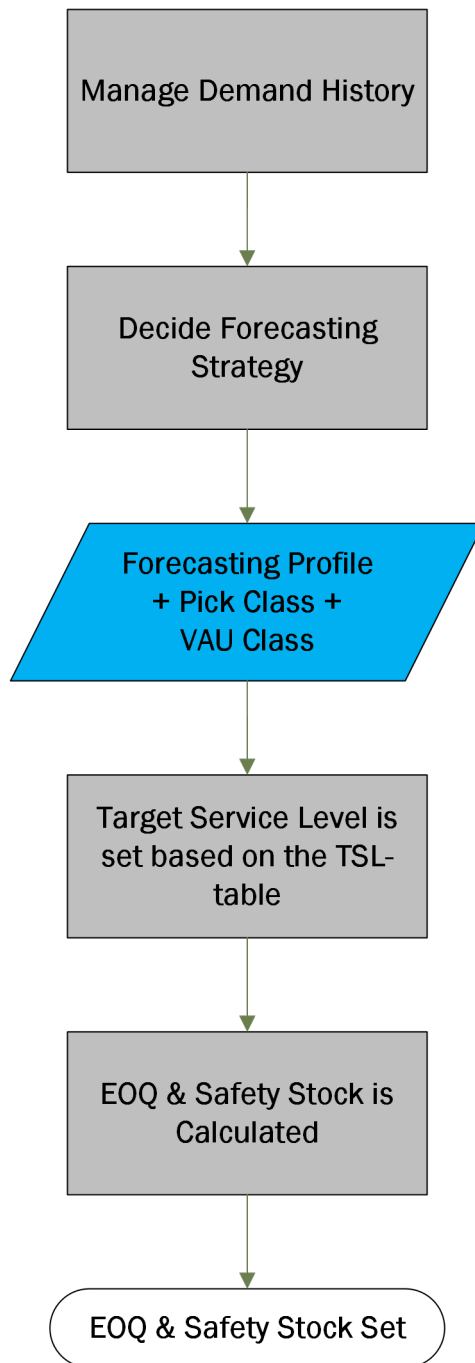 Manage Demand History
Decide Forecasting
Strategy
Forecasting Profile
+ Pick Class +
VAU Class
Target Service Level is
set based on the TSL-
table
EOQ & Safety Stock is
Calculated
EOQ & Safety Stock Set